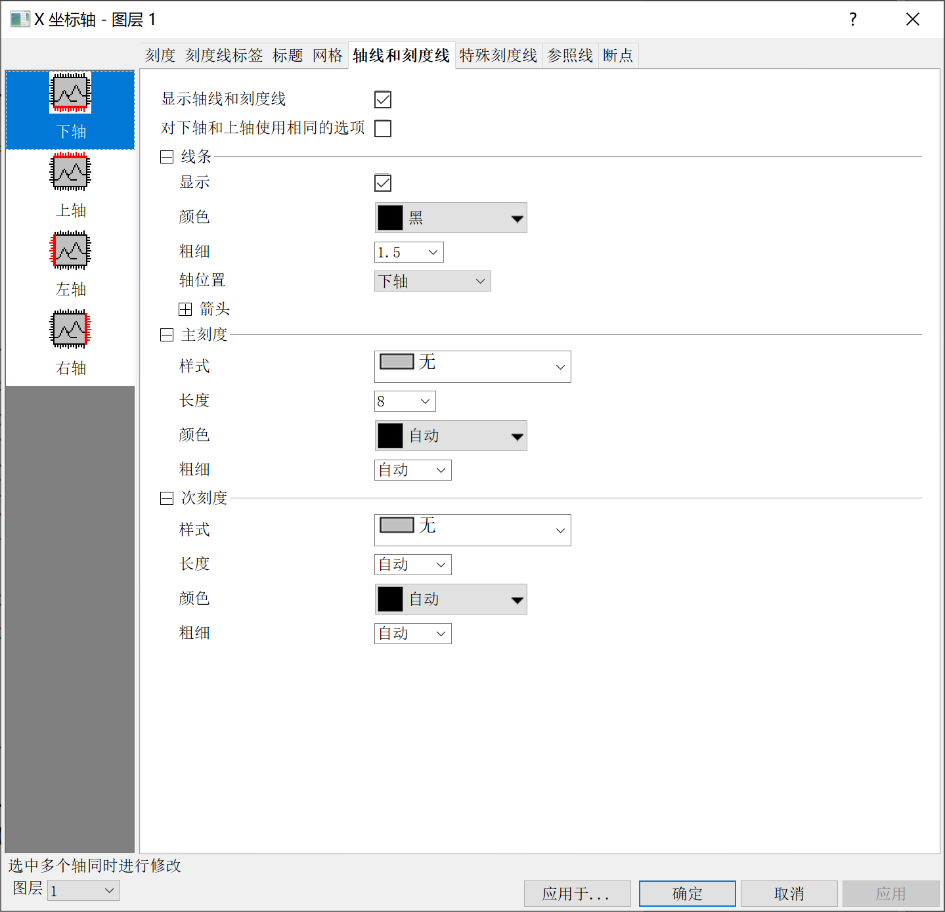 X 坐标轴 - 图层 1 ?
刻度 刻度线标签 标题 网格 轴线和刻度线 特殊刻度线 参照线 断点
下轴
上轴
左轴
右轴
显示轴线和刻度线
对下轴和上轴使用相同的选项
线条
显示
颜色 黑
粗细 1.5
轴位置 下轴
箭头
主刻度
样式 无
长度 8
颜色 自动
粗细 自动
次刻度
样式 无
长度 自动
颜色 自动
粗细 自动
选中多个轴同时进行修改
图层 1
应用于... 确定 取消 应用